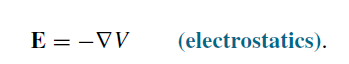 E = −∇V (electrostatics).